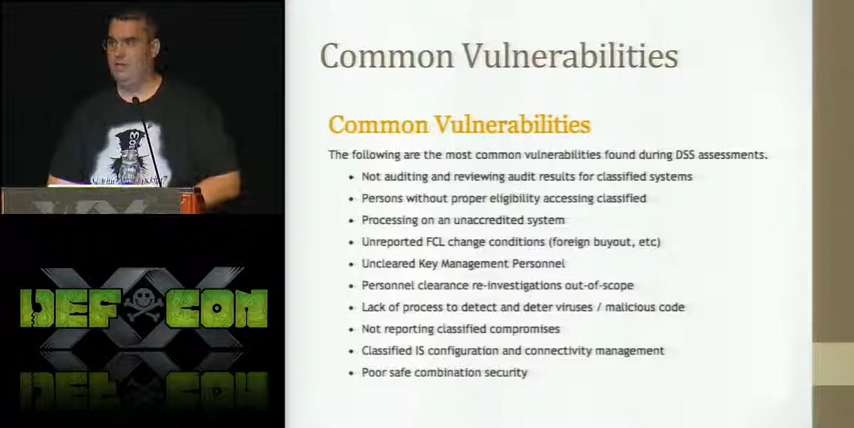 Common Vulnerabilities
Common Vulnerabilities
The following are the most common vulnerabilities found during DSS assessments.
• Not auditing and reviewing audit results for classified systems
• Persons without proper eligibility accessing classified
• Processing on an unaccredited system
• Unreported FCL change conditions (foreign buyout, etc)
• Uncleared Key Management Personnel
• Personnel clearance re-investigations out-of-scope
• Lack of process to detect and deter viruses / malicious code
• Not reporting classified compromises
• Classified IS configuration and connectivity management
• Poor safe combination security
DEF CON
XX